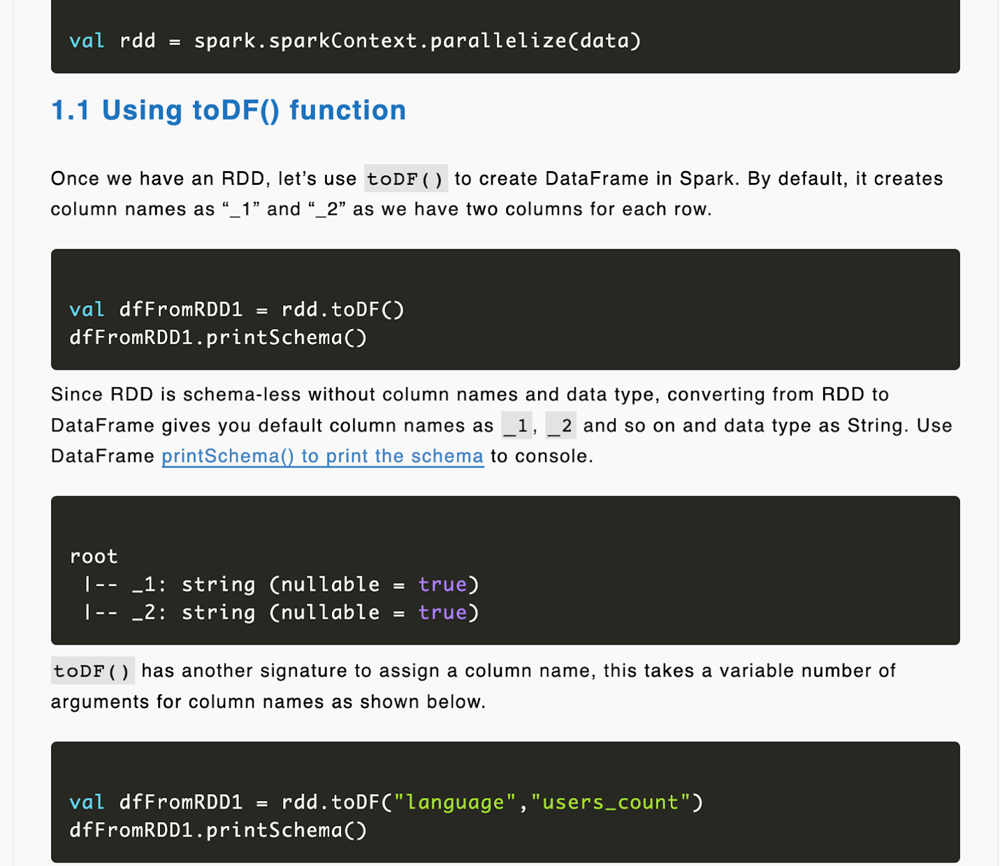 val rdd = spark.sparkContext.parallelize(data)
1.1 Using toDF() function
Once we have an RDD, let’s use toDF() to create DataFrame in Spark. By default, it creates
column names as “_1” and “_2” as we have two columns for each row.
val dfFromRDD1 = rdd.toDF()
dfFromRDD1.printSchema()
Since RDD is schema-less without column names and data type, converting from RDD to
DataFrame gives you default column names as _1, _2 and so on and data type as String. Use
DataFrame printSchema() to print the schema to console.
root
 |-- _1: string (nullable = true)
 |-- _2: string (nullable = true)
toDF() has another signature to assign a column name, this takes a variable number of
arguments for column names as shown below.
val dfFromRDD1 = rdd.toDF("language","users_count")
dfFromRDD1.printSchema()